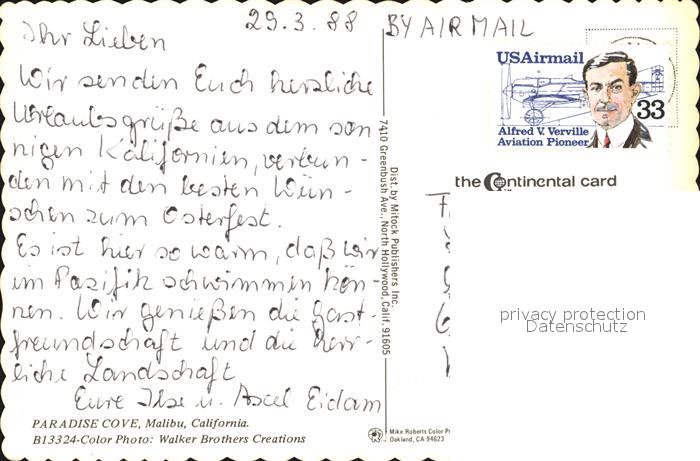 29.3.88
BY AIR MAIL
Ihr Lieben
Wir senden Euch herzliche
Urlaubsgrüße aus dem son
nigen Kalifornien, verbun-
den mit den besten Wün-
schen zum Osterfest.
Es ist hier so warm, daß wir
im Pazifik schwimmen kön-
nen. Wir genießen die Gast-
freundschaft und die herr-
liche Landschaft
Eure Ilse u. Axel Eidam
PARADISE COVE, Malibu, California.
B13324-Color Photo: Walker Brothers Creations
Dist. by Mitock Publishers Inc.
7410 Greenbush Ave., North Hollywood, Calif. 91605
USAirmail
33
Alfred V. Verville
Aviation Pioneer
the Continental card
privacy protection
Datenschutz
Mike Roberts Color P
Oakland, CA 94623